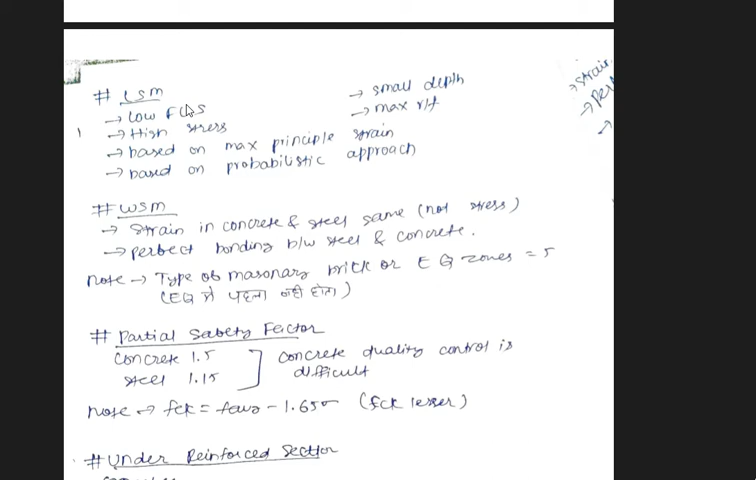 # LSM
→ Low FOS
→ High stress
→ based on max principle strain
→ based on probabilistic approach
→ small depth
→ max r/f
→ strain
# WSM
→ strain in concrete & steel same (not stress)
→ perfect bonding b/w steel & concrete.
Note → Type of masonary brick or EQ zones = 5
(EQ में पहला नहीं होता)
# Partial Safety Factor
Concrete 1.5
Steel 1.15
Concrete quality control is
difficult
Note → fck = favg - 1.65σ (fck lesser)
# Under Reinforced Section